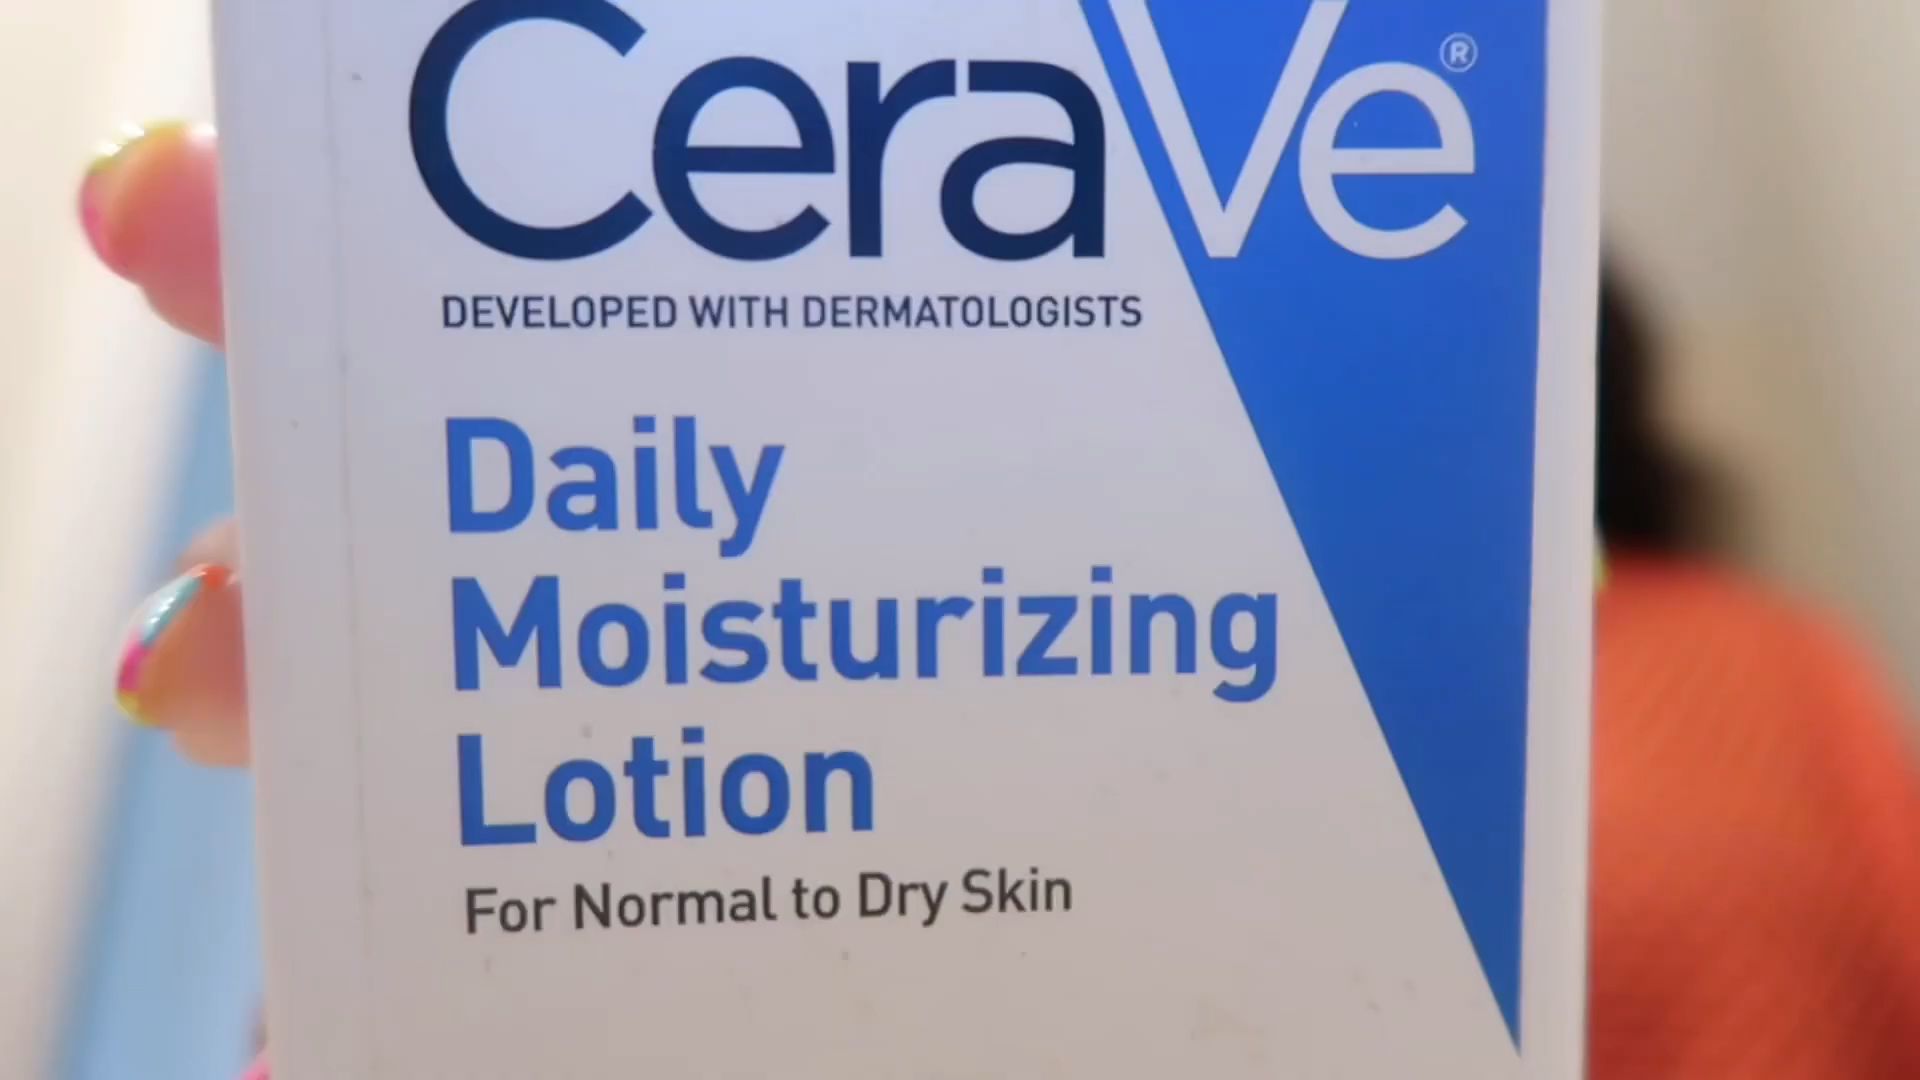 CeraVe®
DEVELOPED WITH DERMATOLOGISTS
Daily
Moisturizing
Lotion
For Normal to Dry Skin